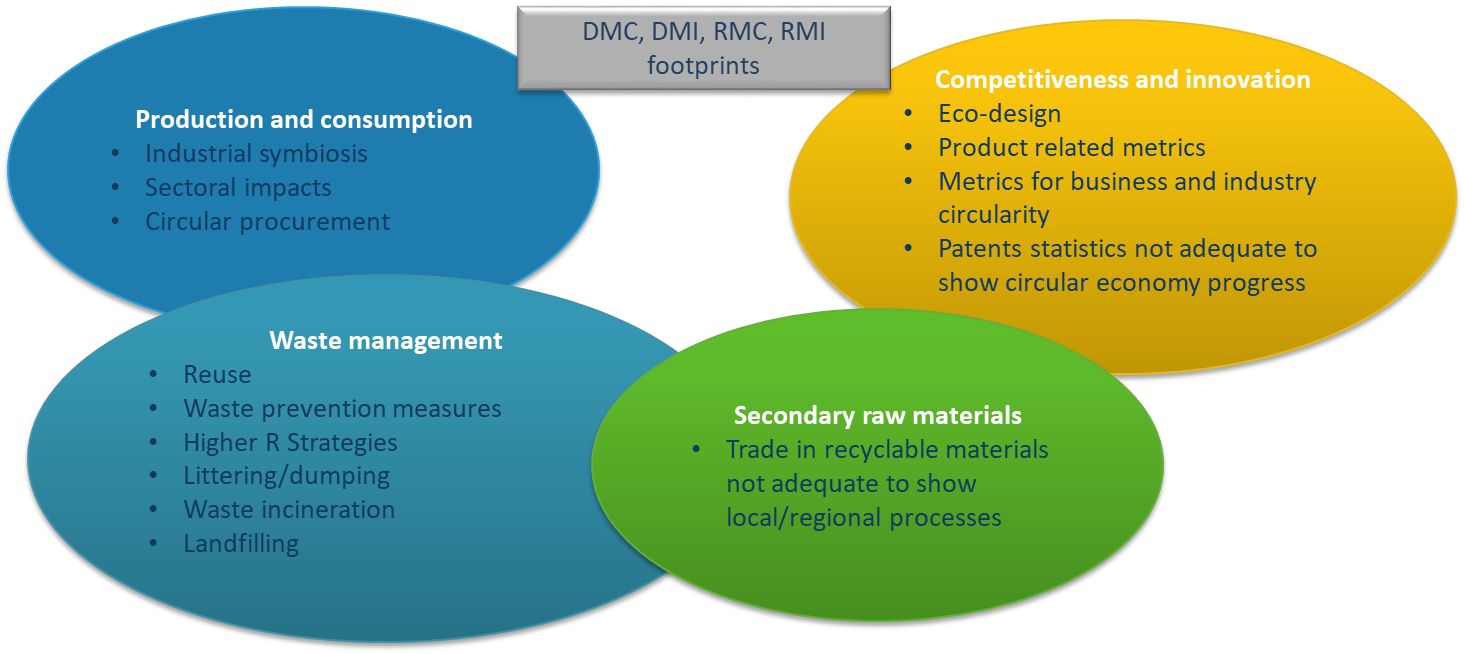 DMC, DMI, RMC, RMI
footprints
Production and consumption
• Industrial symbiosis
• Sectoral impacts
• Circular procurement
Competitiveness and innovation
• Eco-design
• Product related metrics
• Metrics for business and industry
circularity
• Patents statistics not adequate to
show circular economy progress
Waste management
• Reuse
• Waste prevention measures
• Higher R Strategies
• Littering/dumping
• Waste incineration
• Landfilling
Secondary raw materials
• Trade in recyclable materials
not adequate to show
local/regional processes